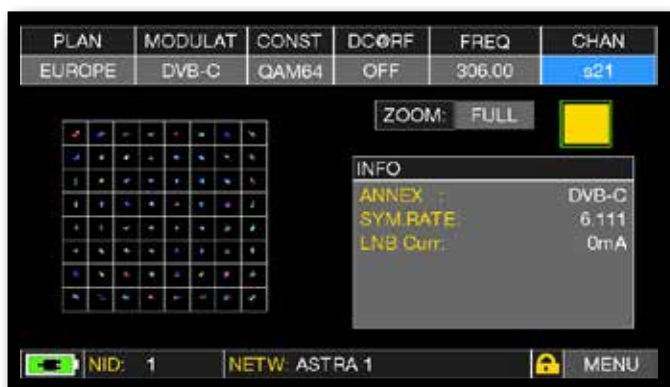 PLAN MODULAT CONST DC@RF FREQ CHAN
EUROPE DVB-C QAM64 OFF 306.00 s21
ZOOM: FULL
INFO
ANNEX : DVB-C
SYM.RATE: 6.111
LNB Curr.: 0mA
NID: 1 NETW: ASTRA 1 MENU